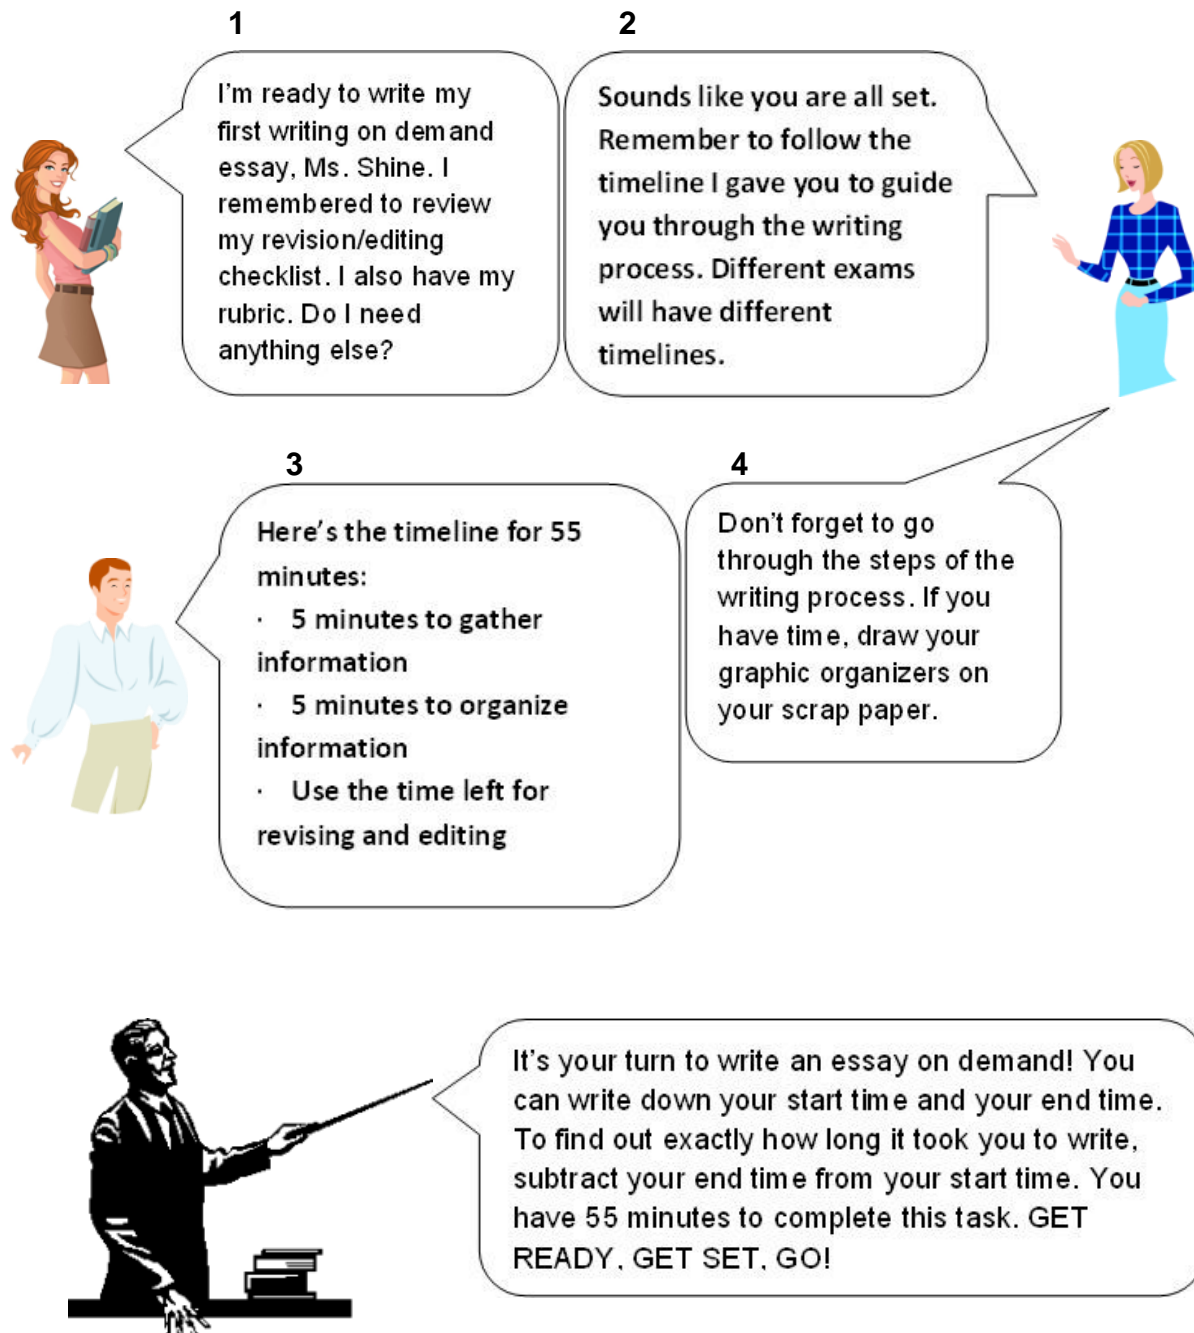 1
I'm ready to write my
first writing on demand
essay, Ms. Shine. I
remembered to review
my revision/editing
checklist. I also have my
rubric. Do I need
anything else?
2
Sounds like you are all set.
Remember to follow the
timeline I gave you to guide
you through the writing
process. Different exams
will have different
timelines.
3
Here's the timeline for 55
minutes:
· 5 minutes to gather
information
· 5 minutes to organize
information
· Use the time left for
revising and editing
4
Don't forget to go
through the steps of the
writing process. If you
have time, draw your
graphic organizers on
your scrap paper.
It's your turn to write an essay on demand! You
can write down your start time and your end time.
To find out exactly how long it took you to write,
subtract your end time from your start time. You
have 55 minutes to complete this task. GET
READY, GET SET, GO!